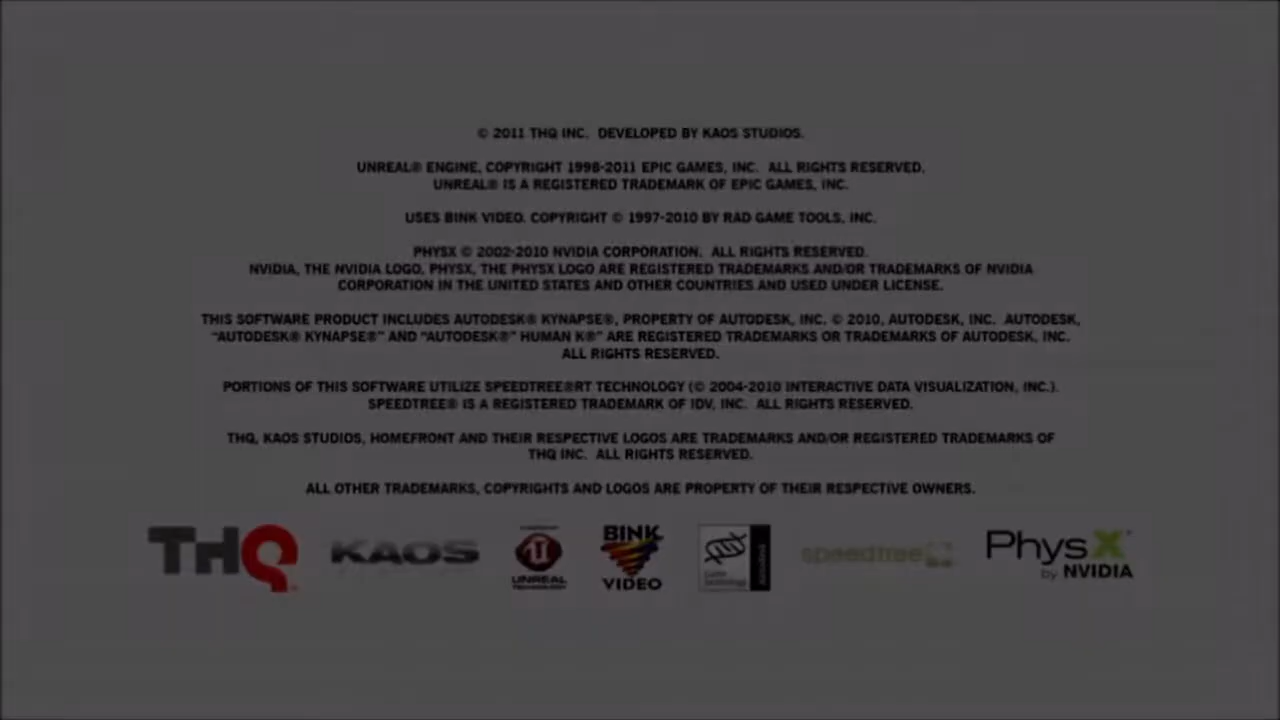 © 2011 THQ INC. DEVELOPED BY KAOS STUDIOS.
UNREAL® ENGINE, COPYRIGHT 1998-2011 EPIC GAMES, INC. ALL RIGHTS RESERVED.
UNREAL® IS A REGISTERED TRADEMARK OF EPIC GAMES, INC.
USES BINK VIDEO. COPYRIGHT © 1997-2010 BY RAD GAME TOOLS, INC.
PHYSX © 2002-2010 NVIDIA CORPORATION. ALL RIGHTS RESERVED.
NVIDIA, THE NVIDIA LOGO, PHYSX, THE PHYSX LOGO ARE REGISTERED TRADEMARKS AND/OR TRADEMARKS OF NVIDIA
CORPORATION IN THE UNITED STATES AND OTHER COUNTRIES AND USED UNDER LICENSE.
THIS SOFTWARE PRODUCT INCLUDES AUTODESK® KYNAPSE®, PROPERTY OF AUTODESK, INC. © 2010, AUTODESK, INC. AUTODESK,
"AUTODESK® KYNAPSE®" AND "AUTODESK®" HUMAN K®" ARE REGISTERED TRADEMARKS OR TRADEMARKS OF AUTODESK, INC.
ALL RIGHTS RESERVED.
PORTIONS OF THIS SOFTWARE UTILIZE SPEEDTREE®RT TECHNOLOGY (© 2004-2010 INTERACTIVE DATA VISUALIZATION, INC.).
SPEEDTREE® IS A REGISTERED TRADEMARK OF IDV, INC. ALL RIGHTS RESERVED.
THQ, KAOS STUDIOS, HOMEFRONT AND THEIR RESPECTIVE LOGOS ARE TRADEMARKS AND/OR REGISTERED TRADEMARKS OF
THQ INC. ALL RIGHTS RESERVED.
ALL OTHER TRADEMARKS, COPYRIGHTS AND LOGOS ARE PROPERTY OF THEIR RESPECTIVE OWNERS.
THQ
KAOS
UNREAL
TECHNOLOGY
BINK
VIDEO
Autodesk
speedtree
PhysX
by NVIDIA